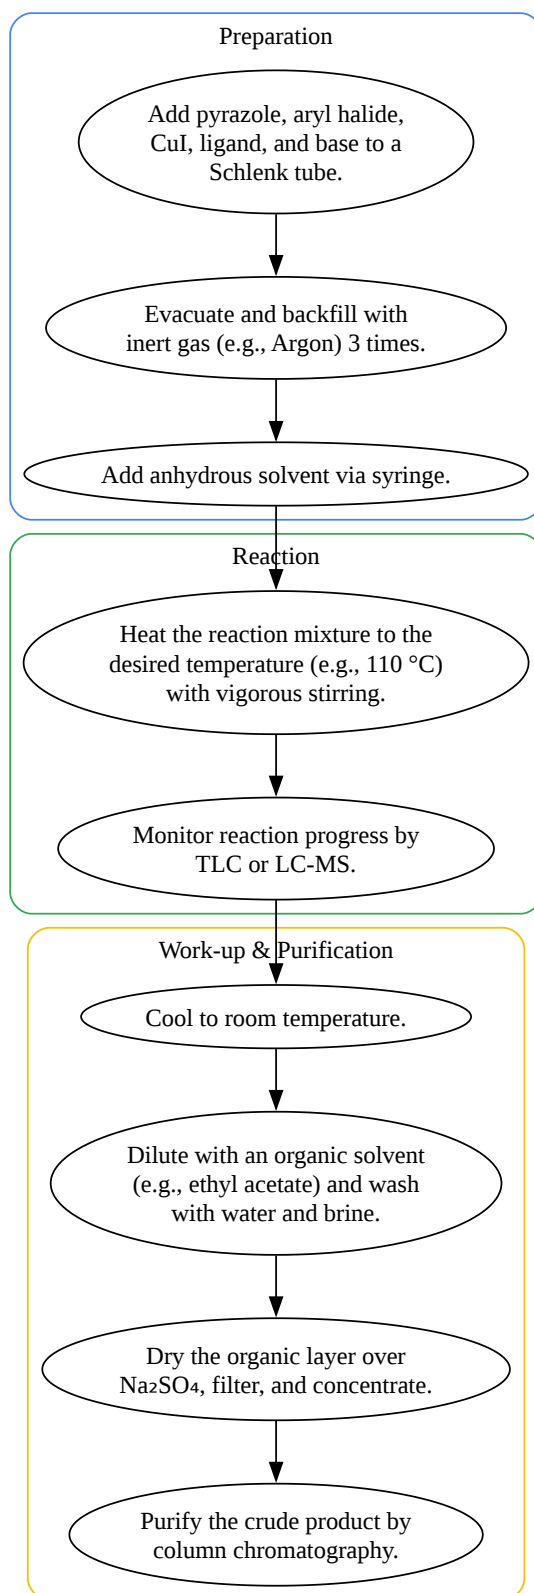 Preparation
Add pyrazole, aryl halide,
CuI, ligand, and base to a
Schlenk tube.
Evacuate and backfill with
inert gas (e.g., Argon) 3 times.
Add anhydrous solvent via syringe.
Reaction
Heat the reaction mixture to the
desired temperature (e.g., 110 °C)
with vigorous stirring.
Monitor reaction progress by
TLC or LC-MS.
Work-up & Purification
Cool to room temperature.
Dilute with an organic solvent
(e.g., ethyl acetate) and wash
with water and brine.
Dry the organic layer over
Na₂SO₄, filter, and concentrate.
Purify the crude product by
column chromatography.